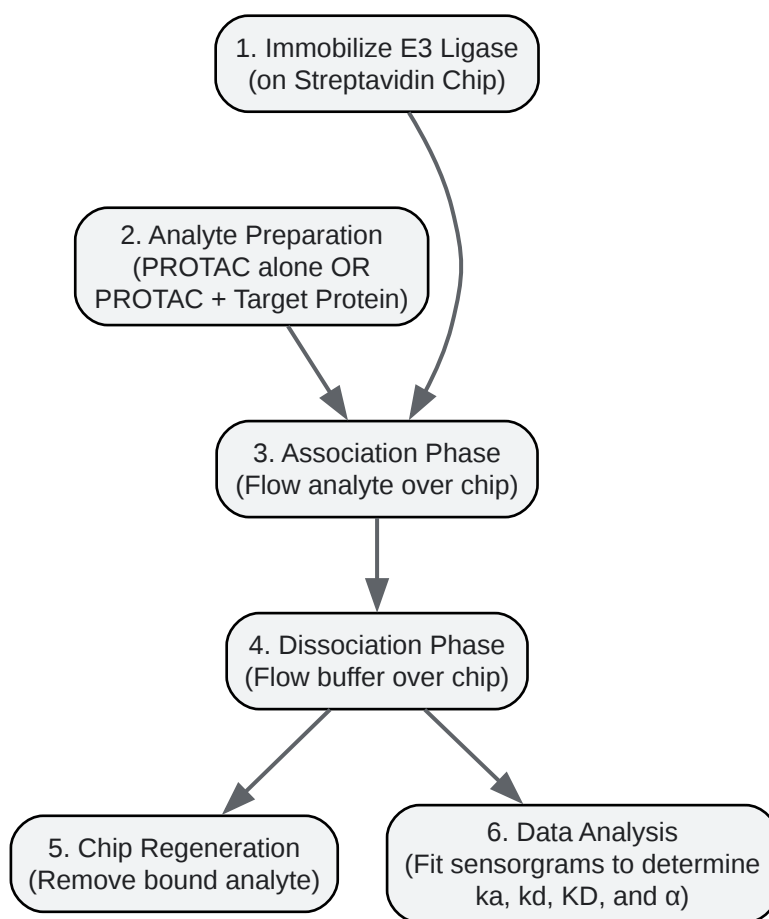 1. Immobilize E3 Ligase
(on Streptavidin Chip)
2. Analyte Preparation
(PROTAC alone OR
PROTAC + Target Protein)
3. Association Phase
(Flow analyte over chip)
4. Dissociation Phase
(Flow buffer over chip)
5. Chip Regeneration
(Remove bound analyte)
6. Data Analysis
(Fit sensorgrams to determine
ka, kd, KD, and α)